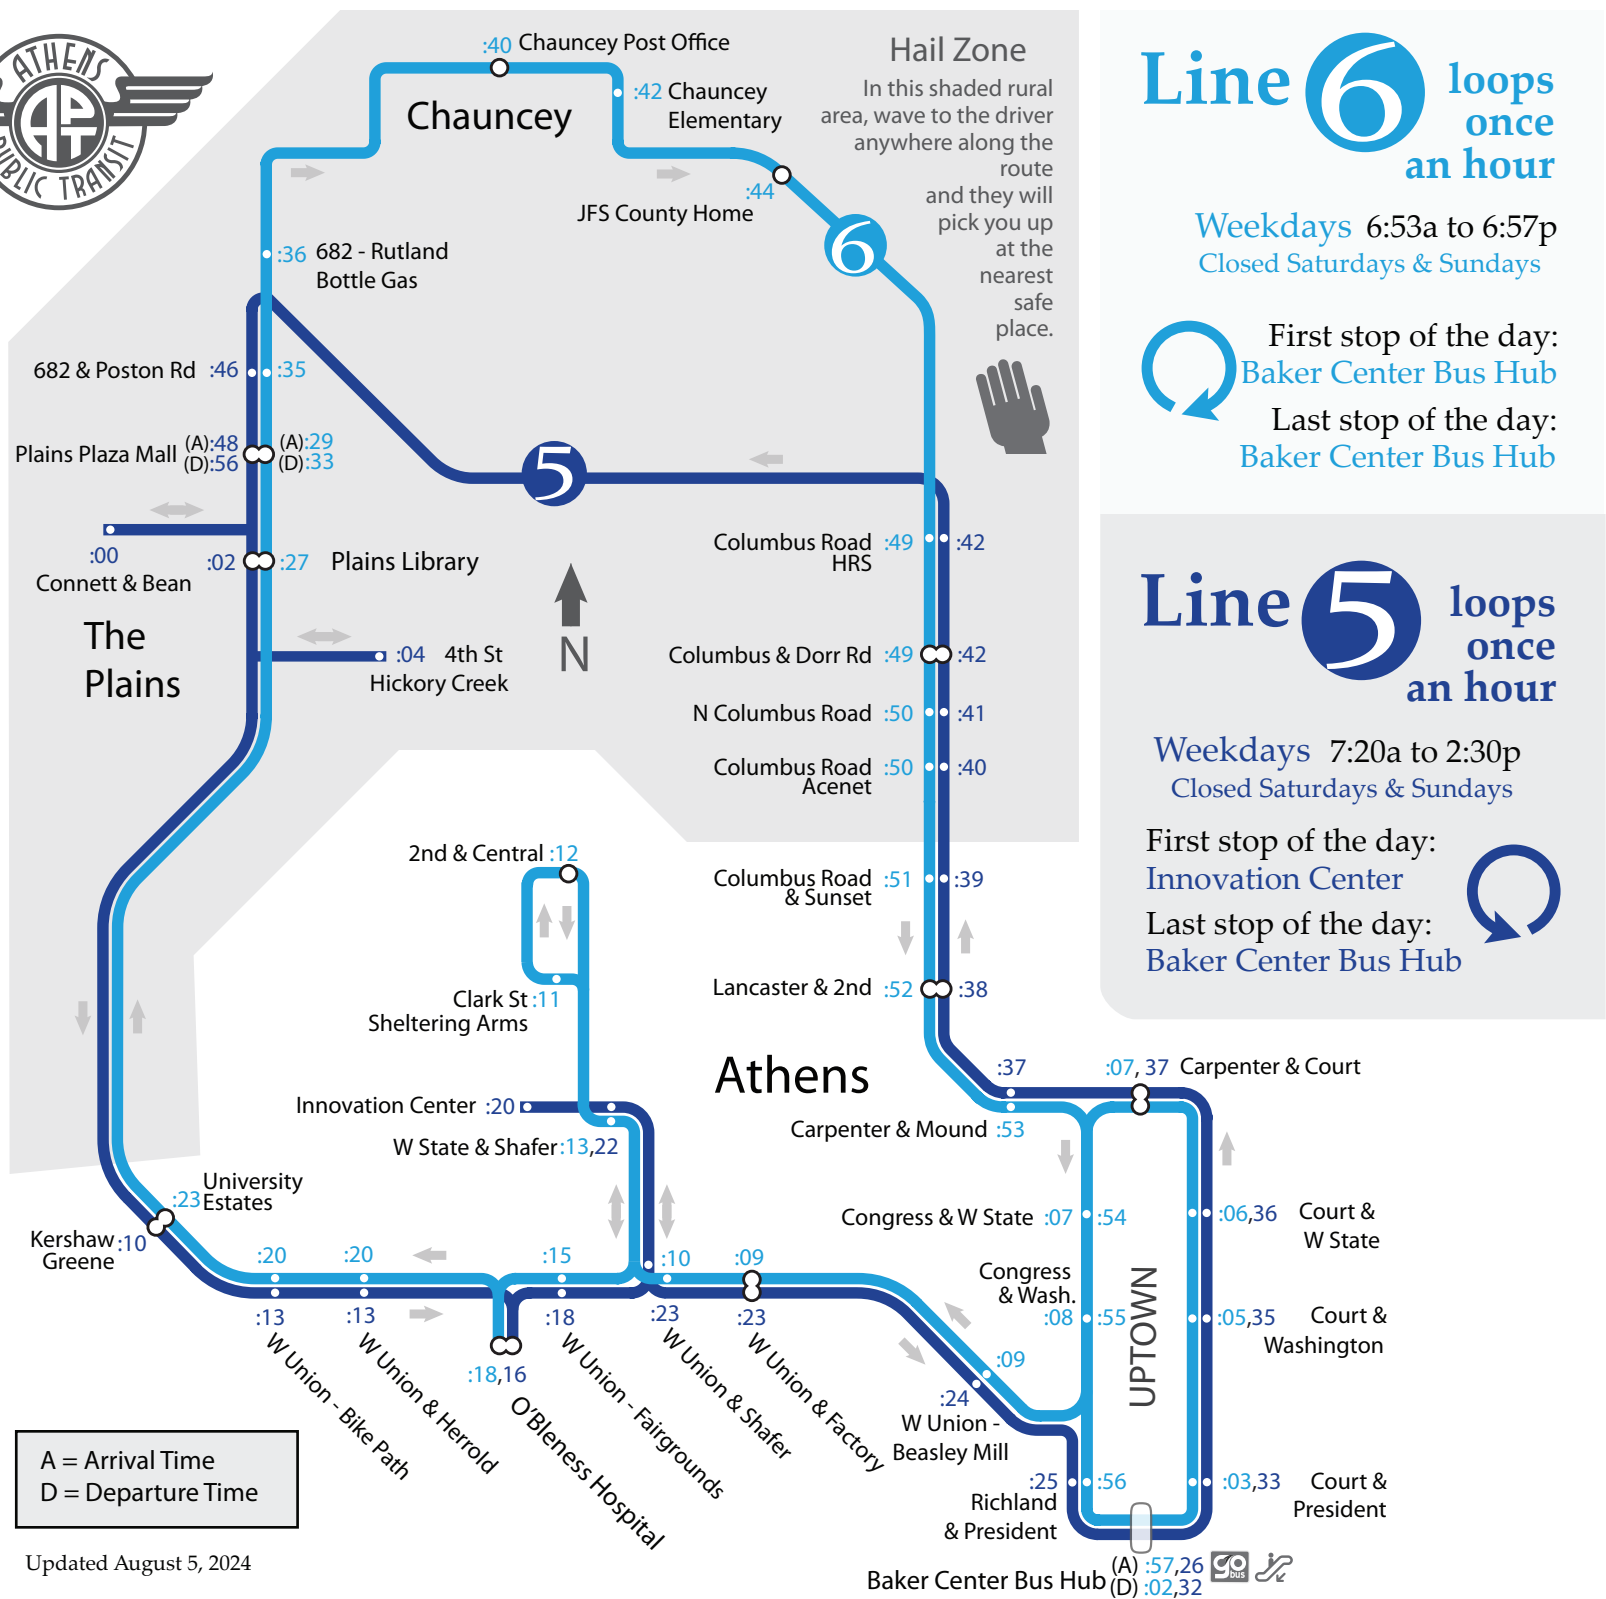 ATHENS
APT
PUBLIC TRANSIT
:40 Chauncey Post Office
Chauncey
:42 Chauncey
Elementary
:44
JFS County Home
Hail Zone
In this shaded rural
area, wave to the driver
anywhere along the
route
and they will
pick you up
at the
nearest
safe
place.
6
:36 682 - Rutland
Bottle Gas
682 & Poston Rd :46 :35
Plains Plaza Mall (A):48 (A):29
(D):56 (D):33
5
:00
Connett & Bean
:02 :27 Plains Library
The
Plains
:04 4th St
Hickory Creek
N
Columbus Road :49 :42
HRS
Columbus & Dorr Rd :49 :42
N Columbus Road :50 :41
Columbus Road :50 :40
Acenet
Columbus Road :51 :39
& Sunset
Lancaster & 2nd :52 :38
2nd & Central :12
Clark St :11
Sheltering Arms
Athens
Innovation Center :20
W State & Shafer :13,22
:37
Carpenter & Mound :53
:07, 37 Carpenter & Court
Congress & W State :07 :54
:06,36 Court &
W State
Congress
& Wash.
:08 :55
UPTOWN
:05,35 Court &
Washington
:23 University
Estates
Kershaw :10
Greene
:20
:20
:15
:10
:09
:13
:13
:18
:23
:23
W Union - Bike Path
W Union & Herrold
:18,16
O'Bleness Hospital
W Union - Fairgrounds
W Union & Shafer
W Union & Factory
:09
:24
W Union -
Beasley Mill
:25 :56
Richland
& President
:03,33 Court &
President
Baker Center Bus Hub (A) :57,26
(D) :02,32
go
bus
A = Arrival Time
D = Departure Time
Updated August 5, 2024
Line 6 loops
once
an hour
Weekdays 6:53a to 6:57p
Closed Saturdays & Sundays
First stop of the day:
Baker Center Bus Hub
Last stop of the day:
Baker Center Bus Hub
Line 5 loops
once
an hour
Weekdays 7:20a to 2:30p
Closed Saturdays & Sundays
First stop of the day:
Innovation Center
Last stop of the day:
Baker Center Bus Hub